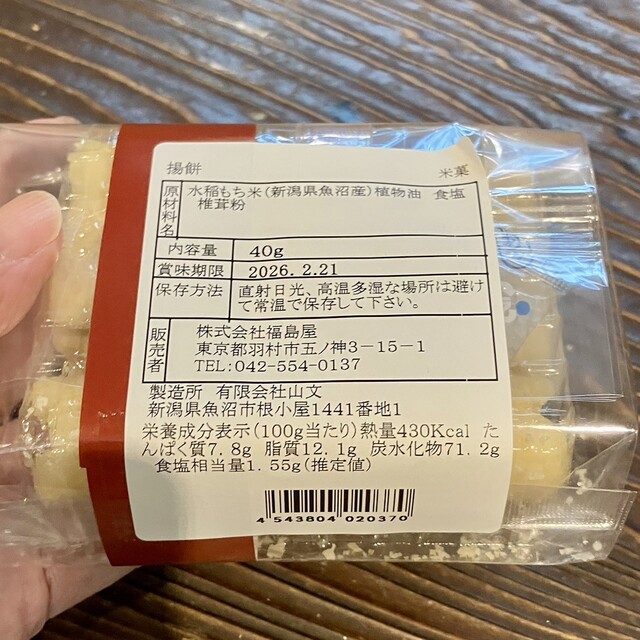 揚餅 米菓
原材料名 水稲もち米(新潟県魚沼産)植物油 食塩
椎茸粉
内容量 40g
賞味期限 2026.2.21
保存方法 直射日光、高温多湿な場所は避け
て常温で保存して下さい。
販売者 株式会社福島屋
東京都羽村市五ノ神3-15-1
TEL:042-554-0137
製造所 有限会社山文
新潟県魚沼市根小屋1441番地1
栄養成分表示(100g当たり)熱量430Kcal た
んぱく質7.8g 脂質12.1g 炭水化物71.2g
食塩相当量1.55g(推定値)
4 543804 020370